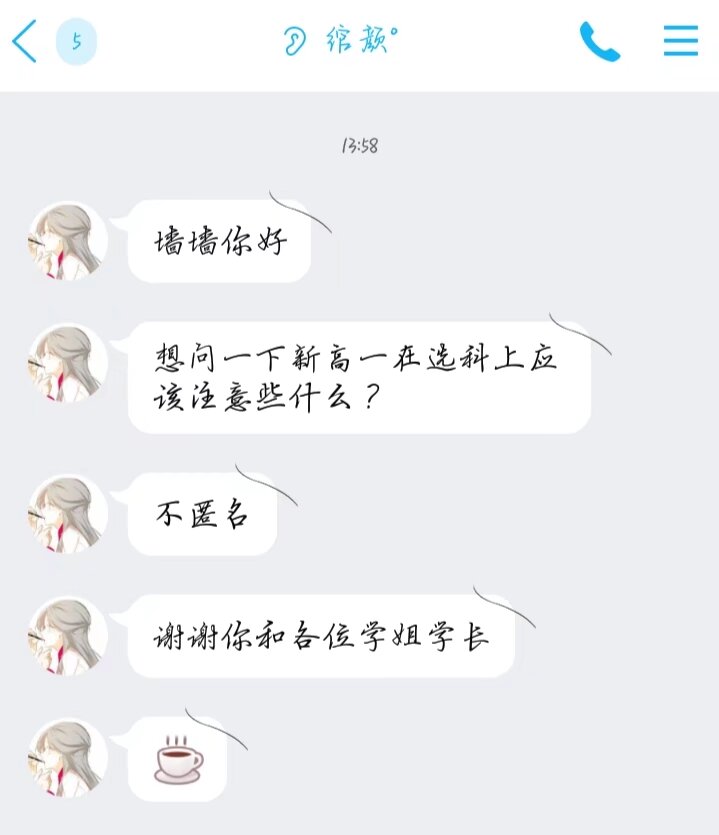 5
绾颜°
13:58
墙墙你好
想问一下新高一在选科上应
该注意些什么？
不匿名
谢谢你和各位学姐学长